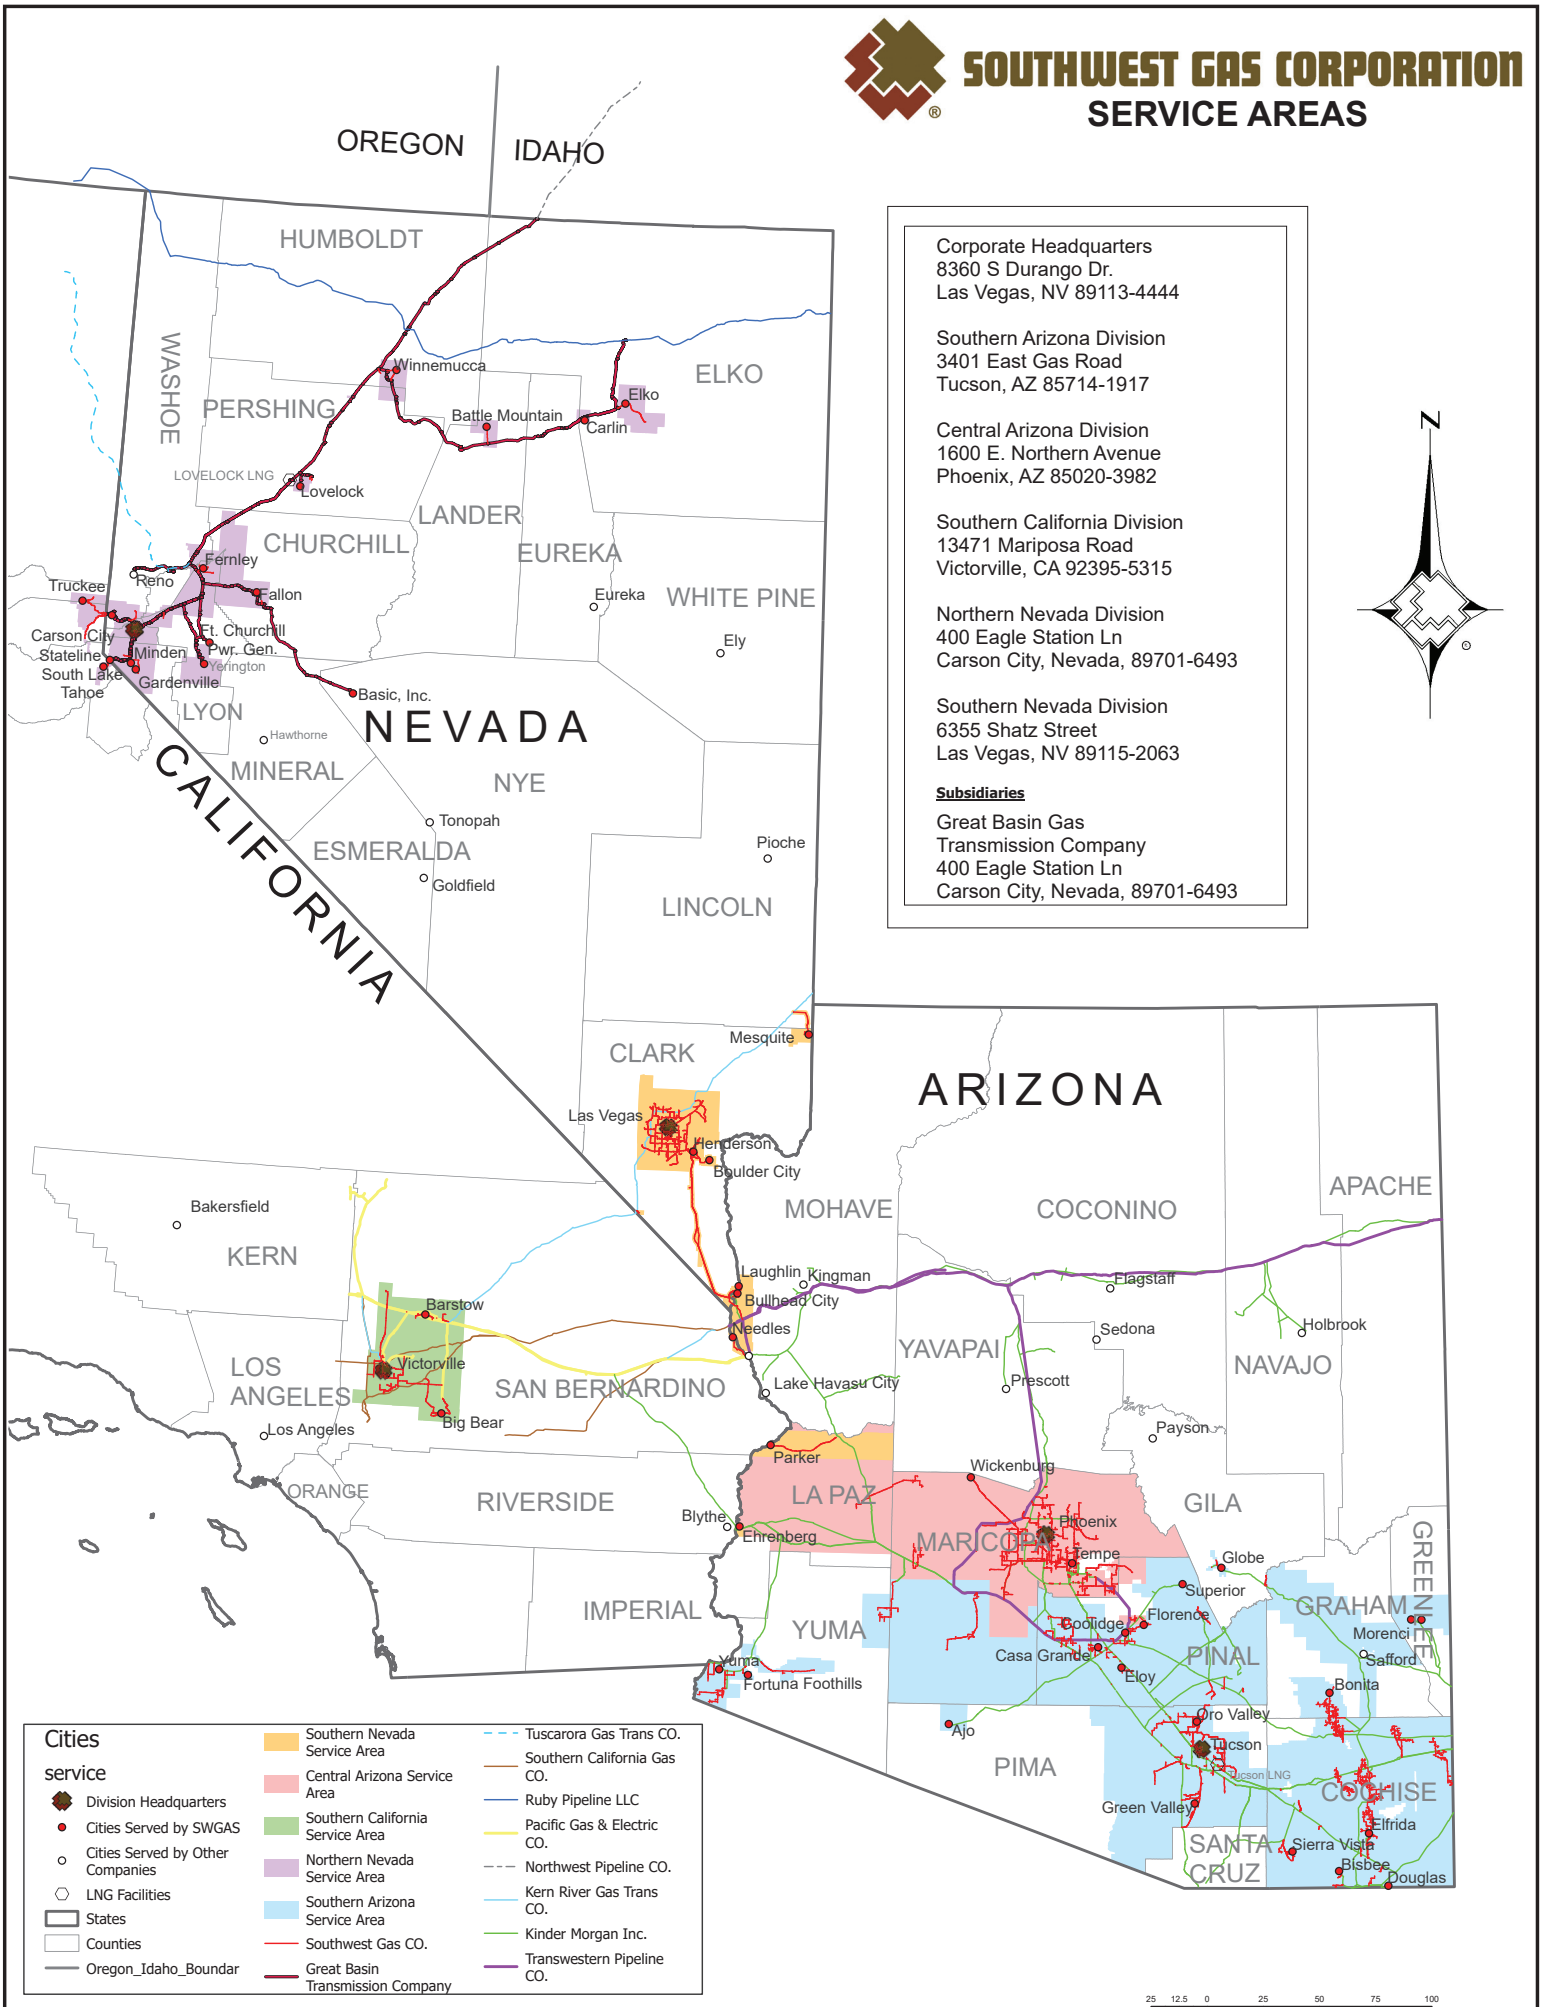 SOUTHWEST GAS CORPORATION
®
SERVICE AREAS
OREGON
IDAHO
HUMBOLDT
WASHOE
PERSHING
ELKO
Winnemucca
Elko
Battle Mountain
Carlin
LOVELOCK LNG
Lovelock
LANDER
CHURCHILL
EUREKA
WHITE PINE
Fernley
Reno
Truckee
Fallon
Eureka
Ely
Carson City
Ft. Churchill
Pwr. Gen.
Stateline
Minden
South Lake
Tahoe
Yerington
Gardenville
Basic, Inc.
LYON
NEVADA
Hawthorne
MINERAL
NYE
CALIFORNIA
Tonopah
ESMERALDA
Goldfield
Pioche
LINCOLN
Corporate Headquarters
8360 S Durango Dr.
Las Vegas, NV 89113-4444
Southern Arizona Division
3401 East Gas Road
Tucson, AZ 85714-1917
Central Arizona Division
1600 E. Northern Avenue
Phoenix, AZ 85020-3982
Southern California Division
13471 Mariposa Road
Victorville, CA 92395-5315
Northern Nevada Division
400 Eagle Station Ln
Carson City, Nevada, 89701-6493
Southern Nevada Division
6355 Shatz Street
Las Vegas, NV 89115-2063
Subsidiaries
Great Basin Gas
Transmission Company
400 Eagle Station Ln
Carson City, Nevada, 89701-6493
N
Mesquite
CLARK
ARIZONA
Las Vegas
Henderson
Boulder City
MOHAVE
COCONINO
APACHE
Bakersfield
KERN
Laughlin
Kingman
Bullhead City
Flagstaff
Barstow
Needles
Sedona
Holbrook
YAVAPAI
NAVAJO
Victorville
LOS
ANGELES
SAN BERNARDINO
Lake Havasu City
Prescott
Big Bear
Los Angeles
Payson
Parker
Wickenburg
ORANGE
RIVERSIDE
LA PAZ
GILA
Blythe
Ehrenberg
Phoenix
MARICOPA
Tempe
Globe
GREENLEE
Superior
IMPERIAL
YUMA
GRAHAM
Coolidge
Florence
Morenci
Casa Grande
PINAL
Safford
Yuma
Fortuna Foothills
Eloy
Bonita
Oro Valley
Ajo
Tucson
PIMA
Tucson LNG
COCHISE
Green Valley
Elfrida
SANTA
CRUZ
Sierra Vista
Bisbee
Douglas
Cities
service
Division Headquarters
Cities Served by SWGAS
Cities Served by Other
Companies
LNG Facilities
States
Counties
Oregon_Idaho_Boundar
Southern Nevada
Service Area
Central Arizona Service
Area
Southern California
Service Area
Northern Nevada
Service Area
Southern Arizona
Service Area
Southwest Gas CO.
Great Basin
Transmission Company
Tuscarora Gas Trans CO.
Southern California Gas
CO.
Ruby Pipeline LLC
Pacific Gas & Electric
CO.
Northwest Pipeline CO.
Kern River Gas Trans
CO.
Kinder Morgan Inc.
Transwestern Pipeline
CO.
25 12.5 0 25 50 75 100